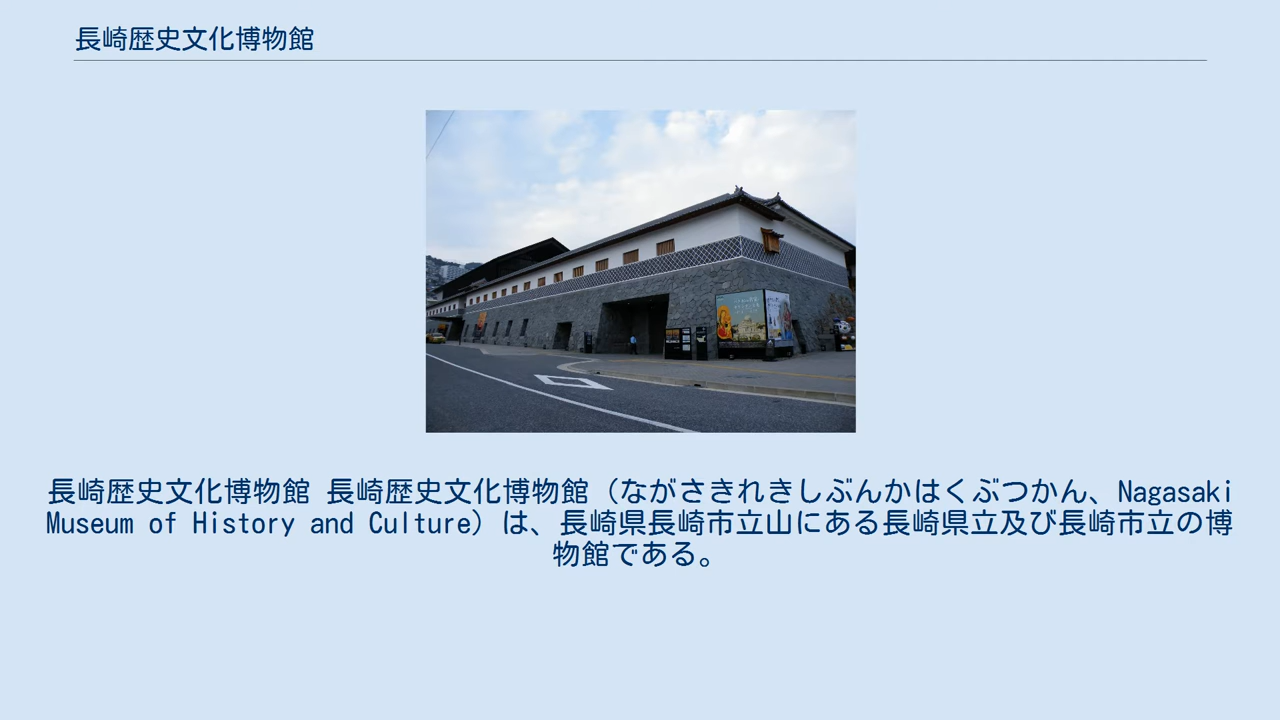 長崎歴史文化博物館
長崎歴史文化博物館 長崎歴史文化博物館（ながさきれきしぶんかはくぶつかん、Nagasaki
Museum of History and Culture）は、長崎県長崎市立山にある長崎県立及び長崎市立の博
物館である。